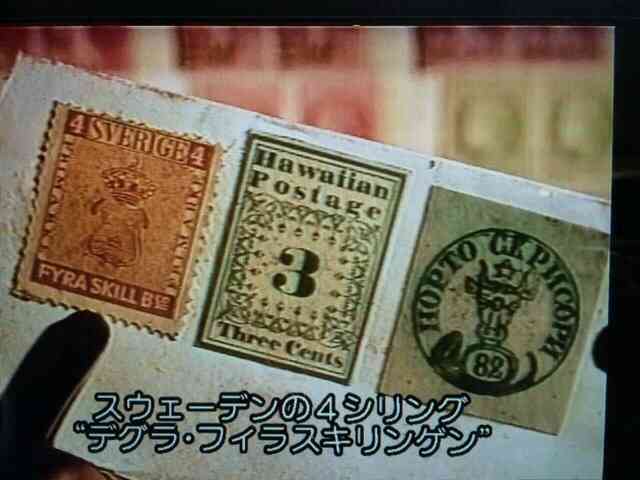 4 SVERIGE 4
FYRA SKILL Bco
Hawaiian
Postage
3
Three Cents
ПОРТО СКРИСОРИ
82
スウェーデンの4シリング
“デグラ・フィラスキリンゲン”